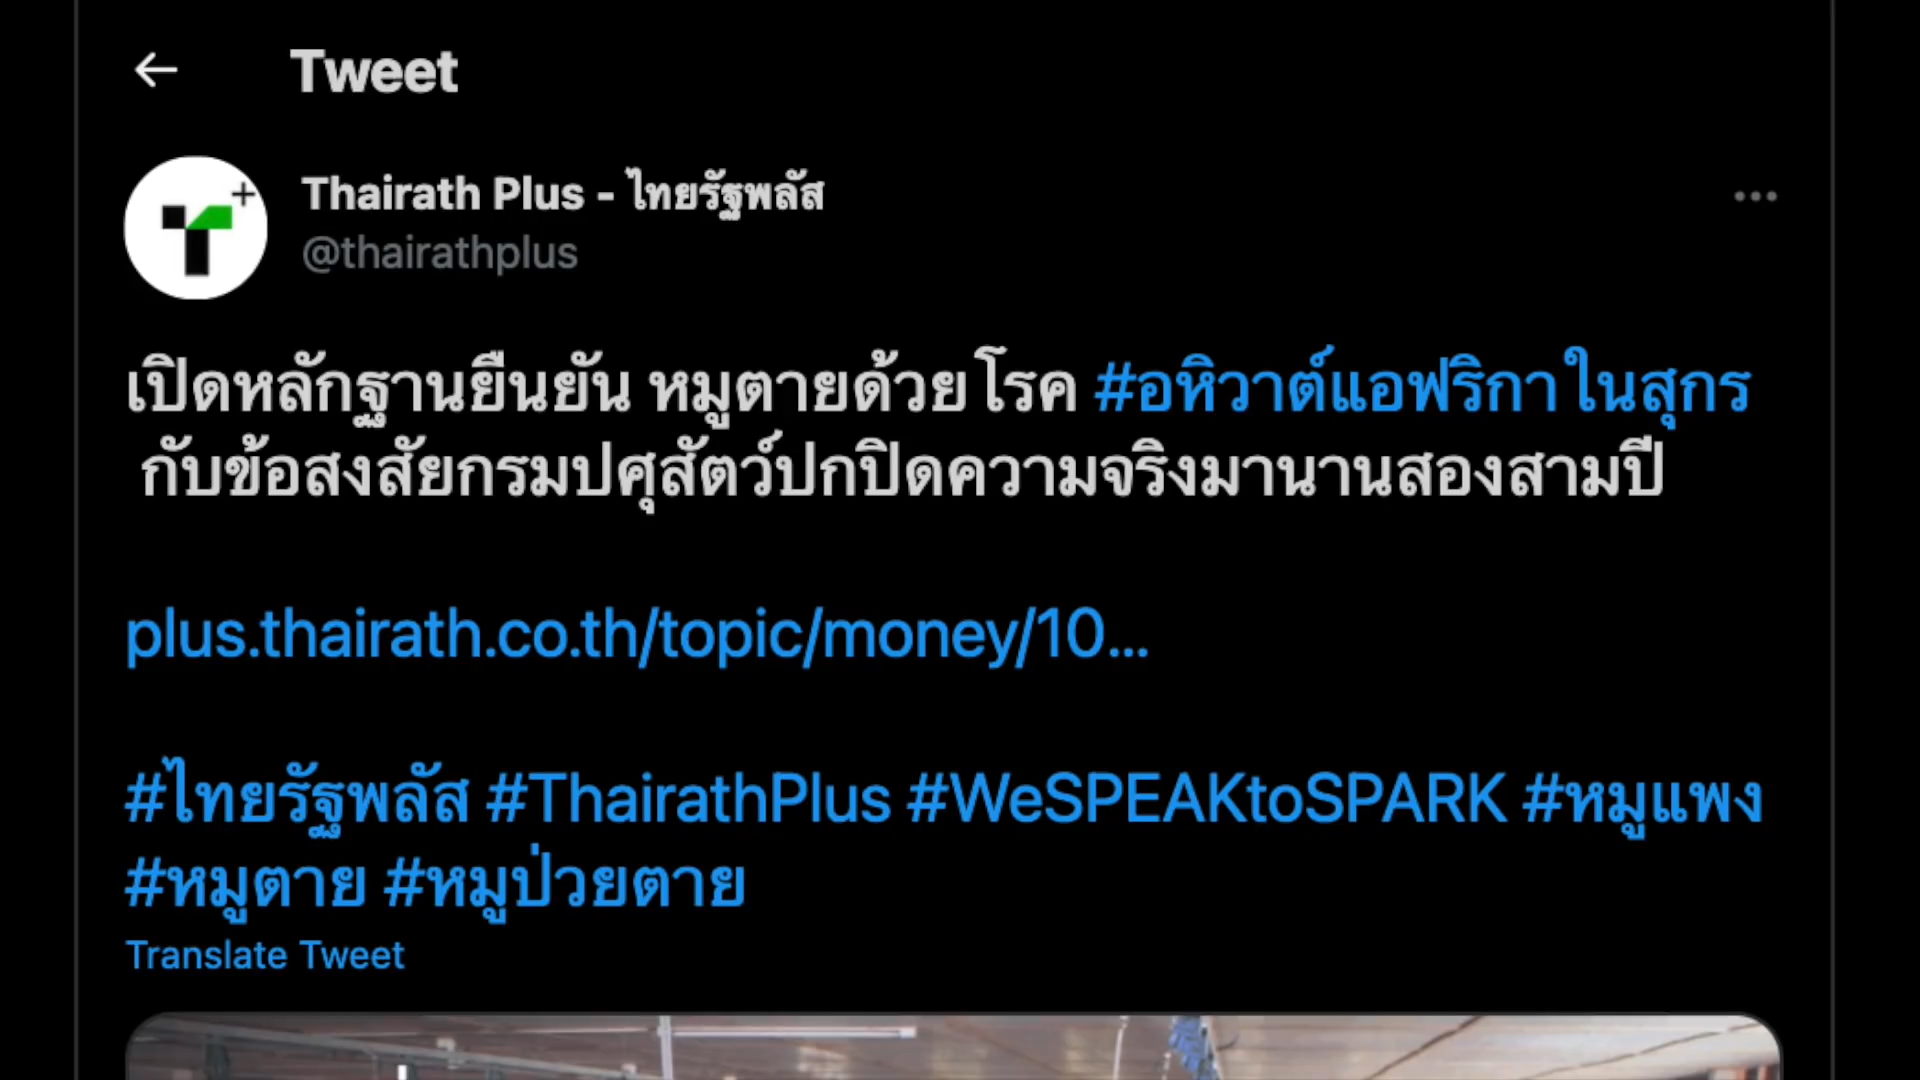 Tweet
Thairath Plus - ไทยรัฐพลัส
@thairathplus
เปิดหลักฐานยืนยัน หมูตายด้วยโรค #อหิวาต์แอฟริกาในสุกร
กับข้อสงสัยกรมปศุสัตว์ปกปิดความจริงมานานสองสามปี
plus.thairath.co.th/topic/money/10...
#ไทยรัฐพลัส #ThairathPlus #WeSPEAKtoSPARK #หมูแพง
#หมูตาย #หมูป่วยตาย
Translate Tweet